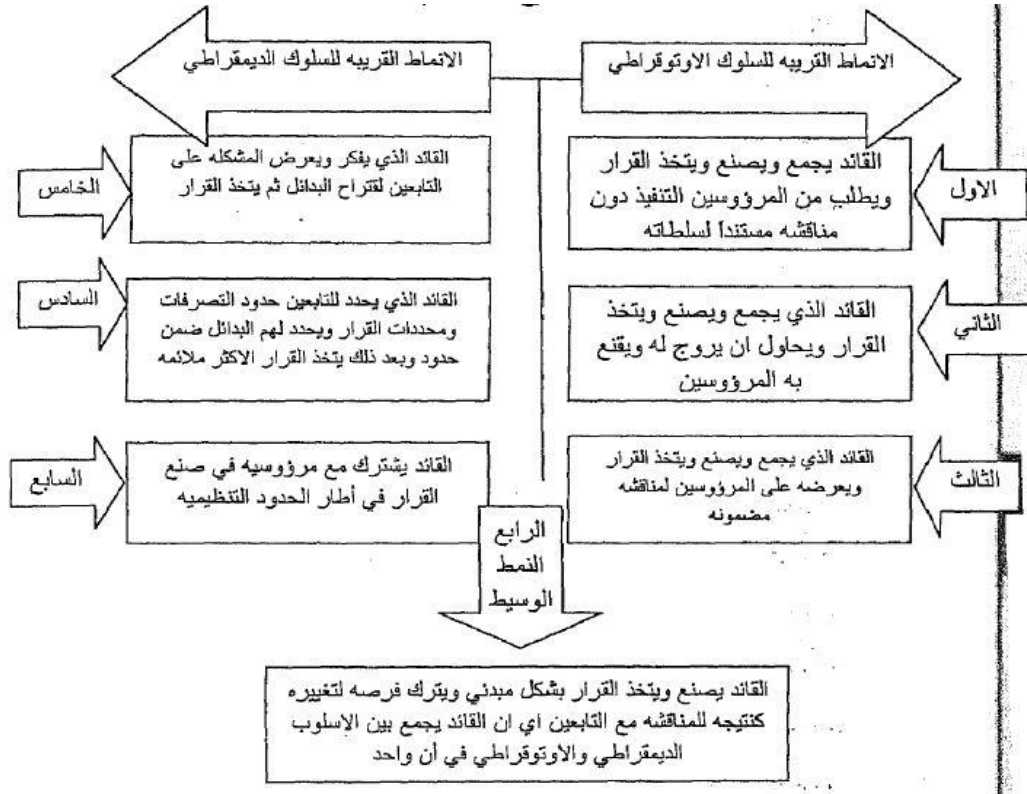 الانماط القريبه للسلوك الاوتوقراطي
الانماط القريبه للسلوك الديمقراطي
الاول
القائد يجمع ويصنع ويتخذ القرار
ويطلب من المرؤوسين التنفيذ دون
مناقشه مستنداً لسلطاته
الثاني
القائد الذي يجمع ويصنع ويتخذ
القرار ويحاول ان يروج له ويقنع
به المرؤوسين
الثالث
القائد الذي يجمع ويصنع ويتخذ القرار
ويعرضه على المرؤوسين لمناقشه
مضمونه
الرابع
النمط
الوسيط
القائد يصنع ويتخذ القرار بشكل مبدئي ويترك فرصه لتغييره
كنتيجه للمناقشه مع التابعين اي ان القائد يجمع بين الاسلوب
الديمقراطي والاوتوقراطي في أن واحد
الخامس
القائد الذي يفكر ويعرض المشكله على
التابعين لقتراح البدائل ثم يتخذ القرار
السادس
القائد الذي يحدد للتابعين حدود التصرفات
ومحددات القرار ويحدد لهم البدائل ضمن
حدود وبعد ذلك يتخذ القرار الاكثر ملائمه
السابع
القائد يشترك مع مرؤوسيه في صنع
القرار في أطار الحدود التنظيميه